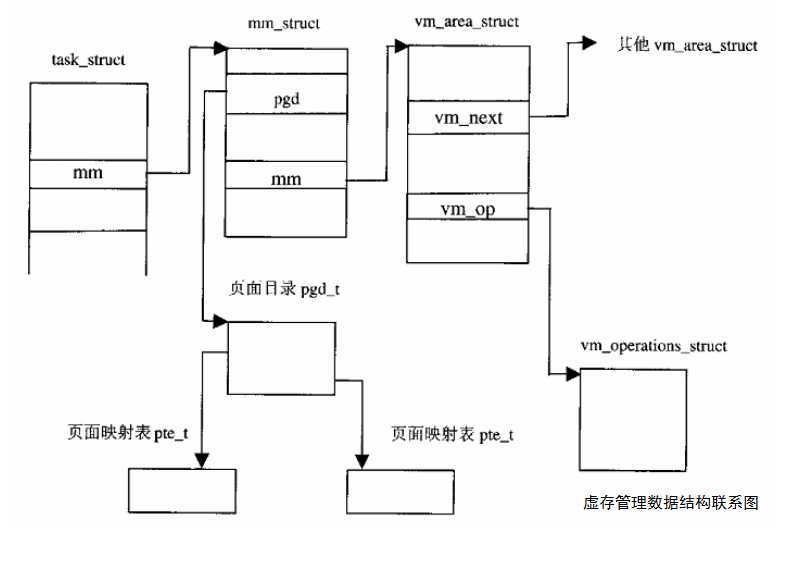 mm_struct
vm_area_struct
其他 vm_area_struct
task_struct
pgd
vm_next
mm
mm
vm_op
页面目录 pgd_t
vm_operations_struct
页面映射表 pte_t
页面映射表 pte_t
虚存管理数据结构联系图